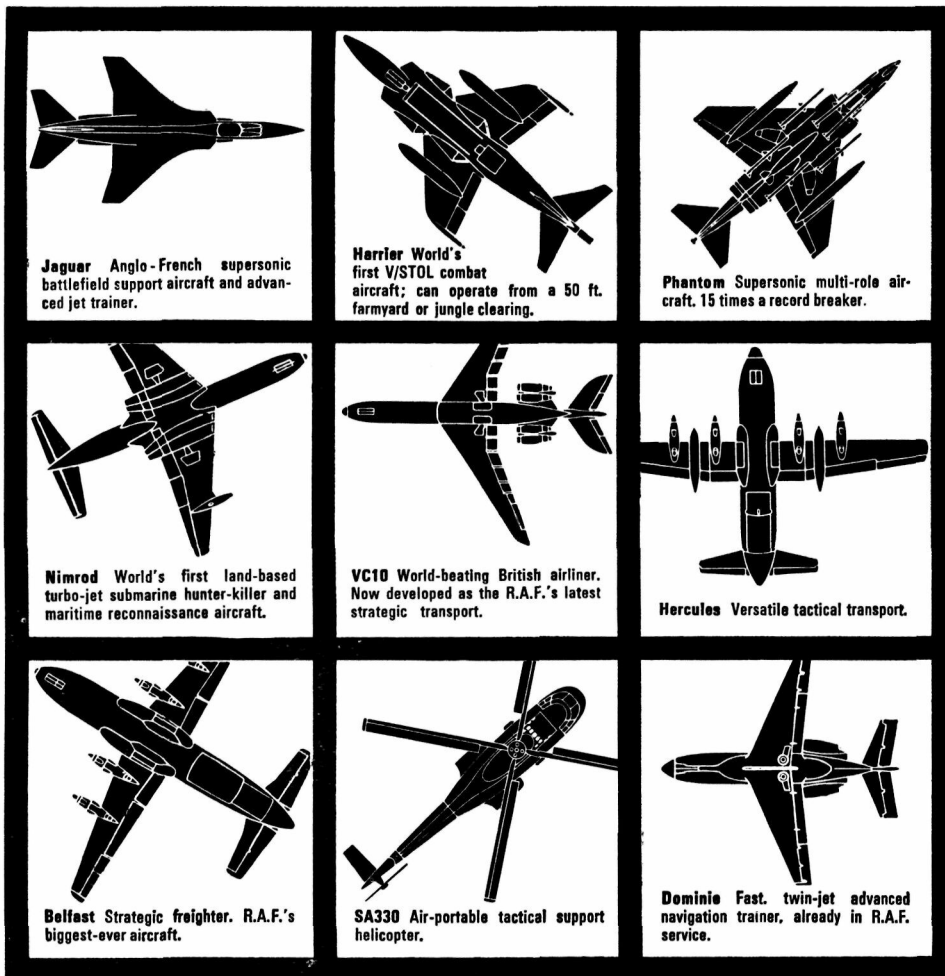 Jaguar Anglo-French supersonic
battlefield support aircraft and advan-
ced jet trainer.
Harrier World's
first V/STOL combat
aircraft; can operate from a 50 ft.
farmyard or jungle clearing.
Phantom Supersonic multi-role air-
craft. 15 times a record breaker.
Nimrod World's first land-based
turbo-jet submarine hunter-killer and
maritime reconnaissance aircraft.
VC10 World-beating British airliner.
Now developed as the R.A.F.'s latest
strategic transport.
Hercules Versatile tactical transport.
Belfast Strategic freighter. R.A.F.'s
biggest-ever aircraft.
SA330 Air-portable tactical support
helicopter.
Dominie Fast. twin-jet advanced
navigation trainer, already in R.A.F.
service.